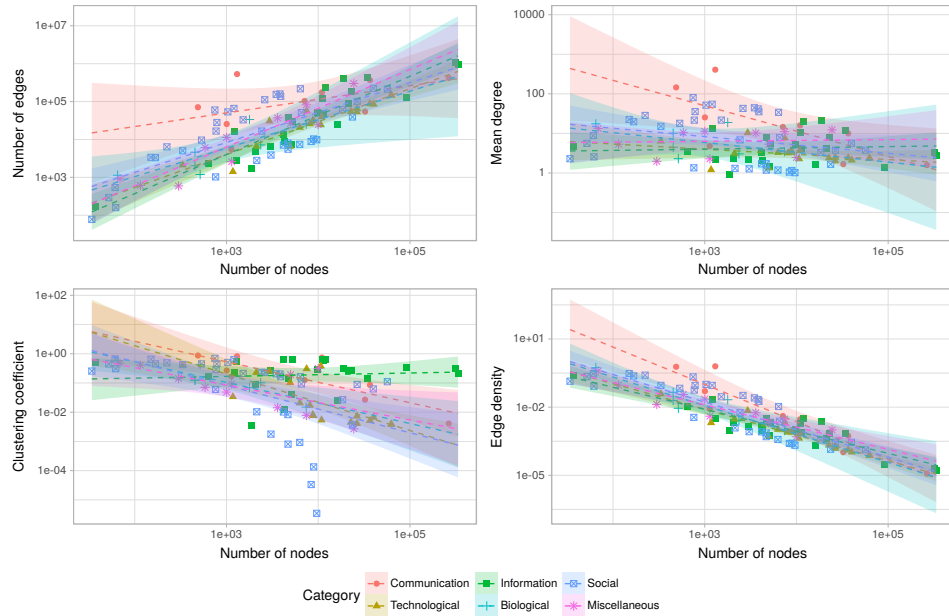 1e+07
1e+05
1e+03
Number of edges
1e+03
1e+05
Number of nodes
10000
100
1
Mean degree
1e+03
1e+05
Number of nodes
1e+02
1e+00
1e-02
1e-04
Clustering coefficient
1e+03
1e+05
Number of nodes
1e+01
1e-02
1e-05
Edge density
1e+03
1e+05
Number of nodes
Category
Communication Information Social
Technological Biological Miscellaneous